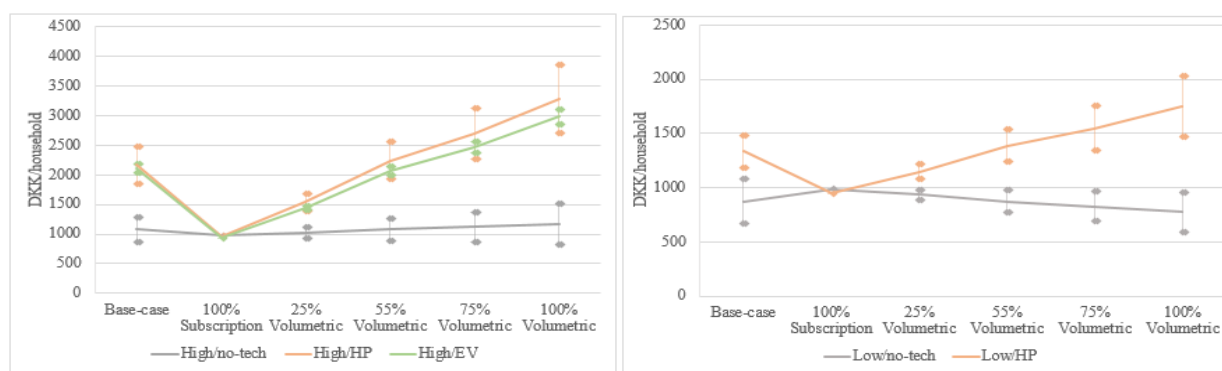 4500
4000
3500
3000
2500
2000
1500
1000
500
0
DKK/household
Base-case
100% Subscription
25% Volumetric
55% Volumetric
75% Volumetric
100% Volumetric
High/no-tech High/HP High/EV
2500
2000
1500
1000
500
0
DKK/household
Base-case
100% Subscription
25% Volumetric
55% Volumetric
75% Volumetric
100% Volumetric
Low/no-tech Low/HP